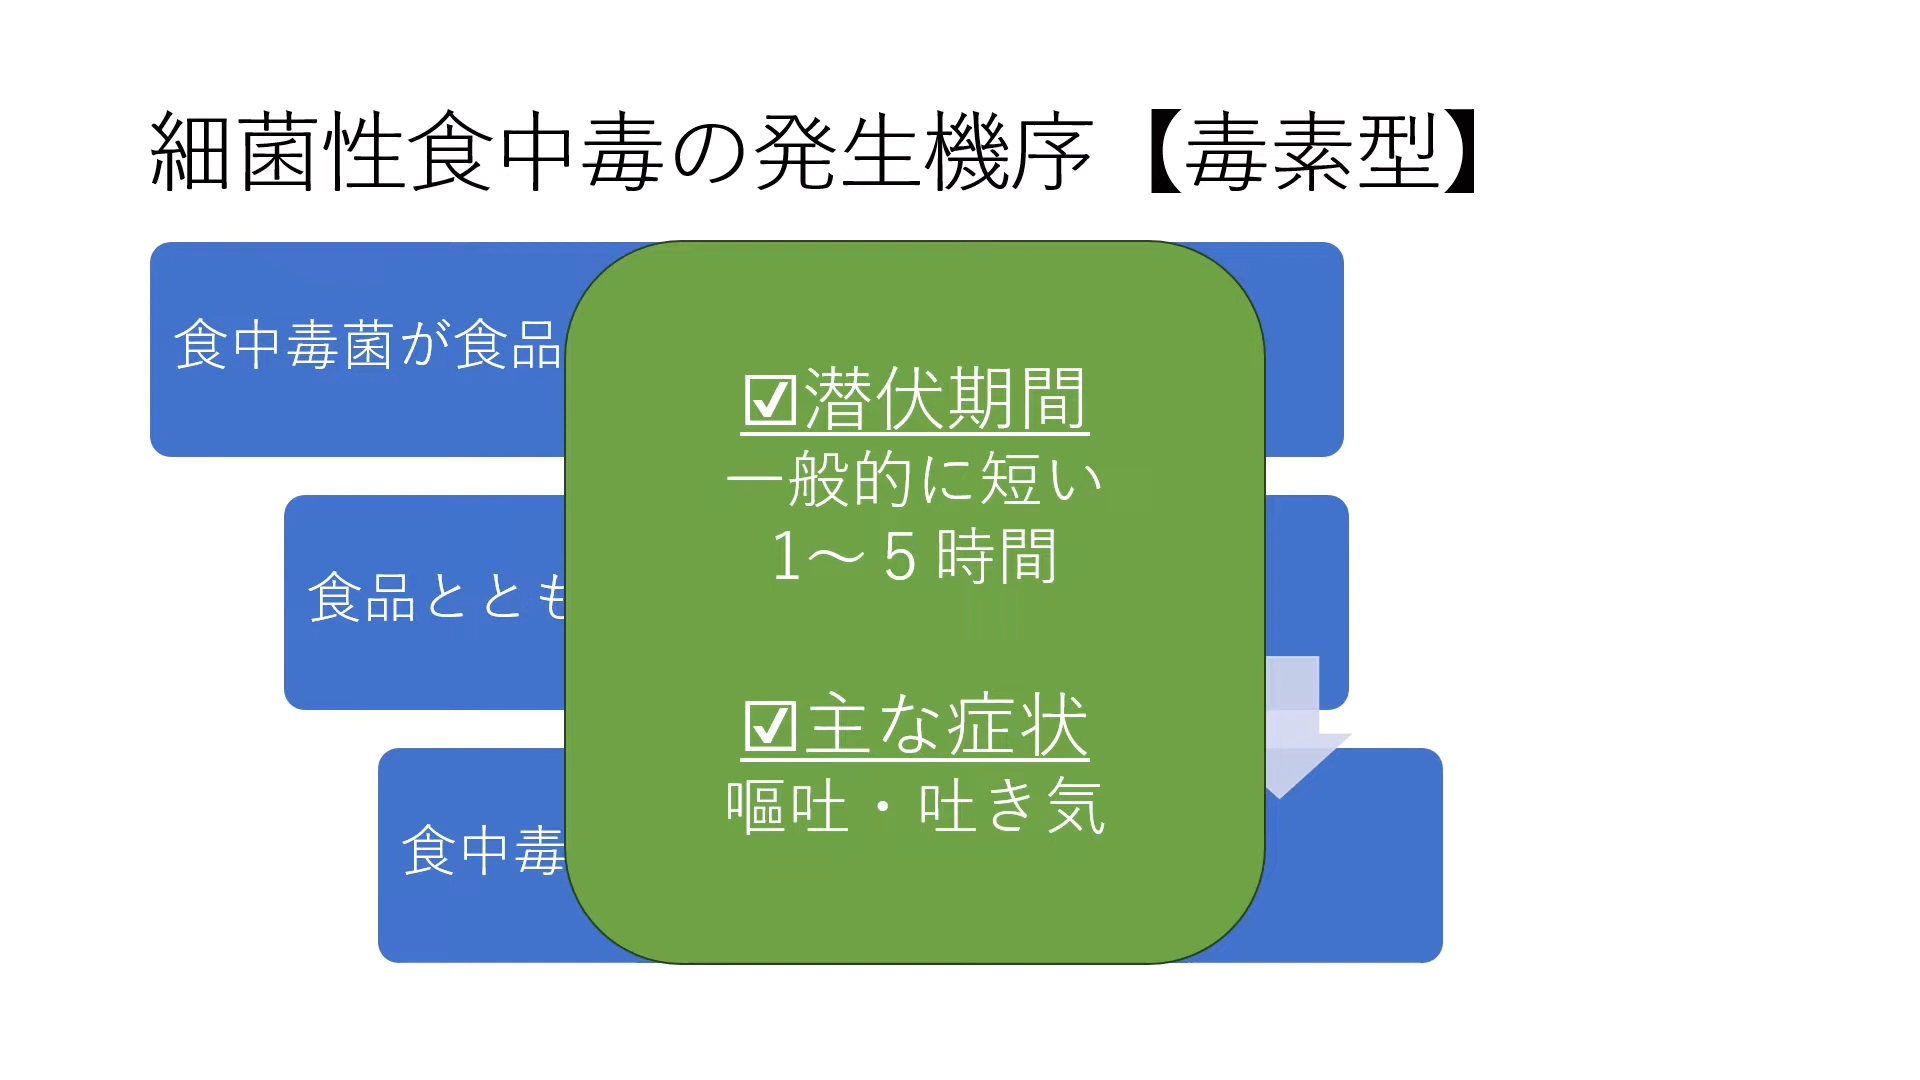 細菌性食中毒の発生機序【毒素型】
食中毒菌が食品
食品ととも
食中毒
☑潜伏期間
一般的に短い
1～5時間
☑主な症状
嘔吐・吐き気